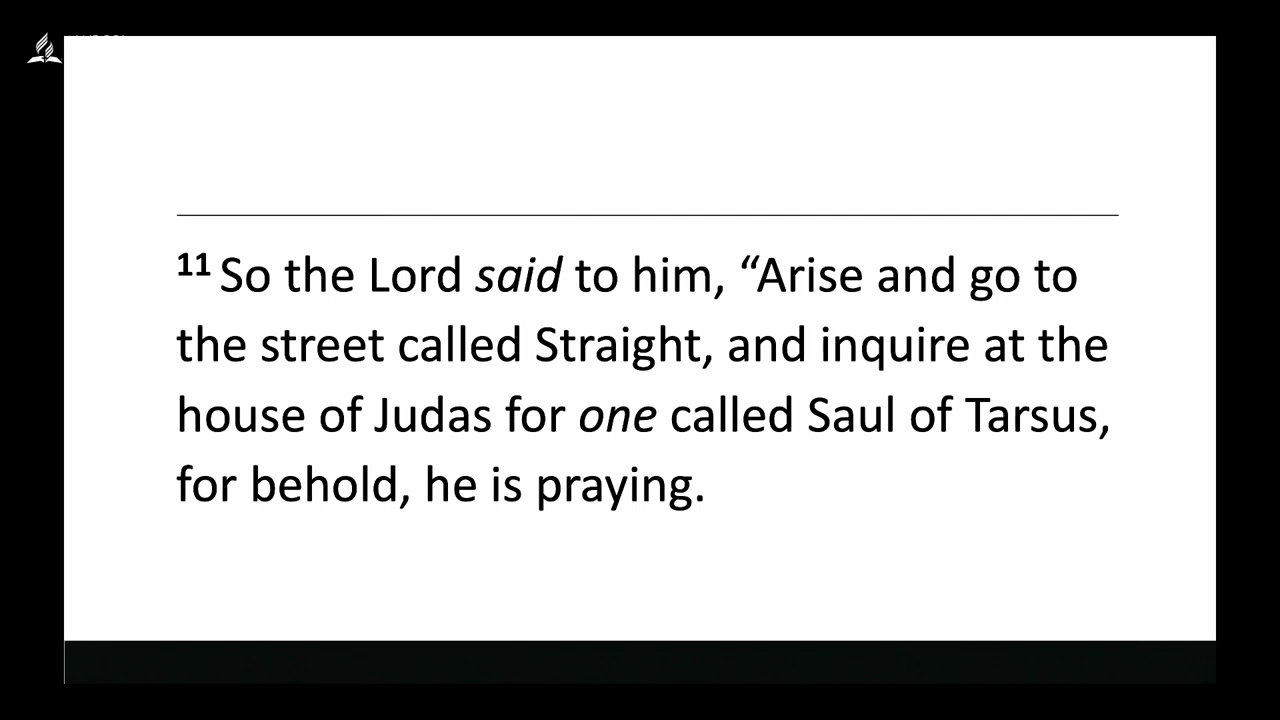 11 So the Lord said to him, “Arise and go to
the street called Straight, and inquire at the
house of Judas for one called Saul of Tarsus,
for behold, he is praying.